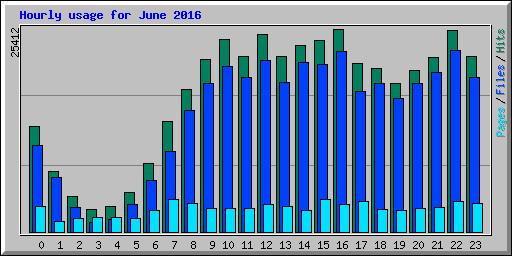 Hourly usage for June 2016
25412
Pages / Files / Hits
0 1 2 3 4 5 6 7 8 9 10 11 12 13 14 15 16 17 18 19 20 21 22 23